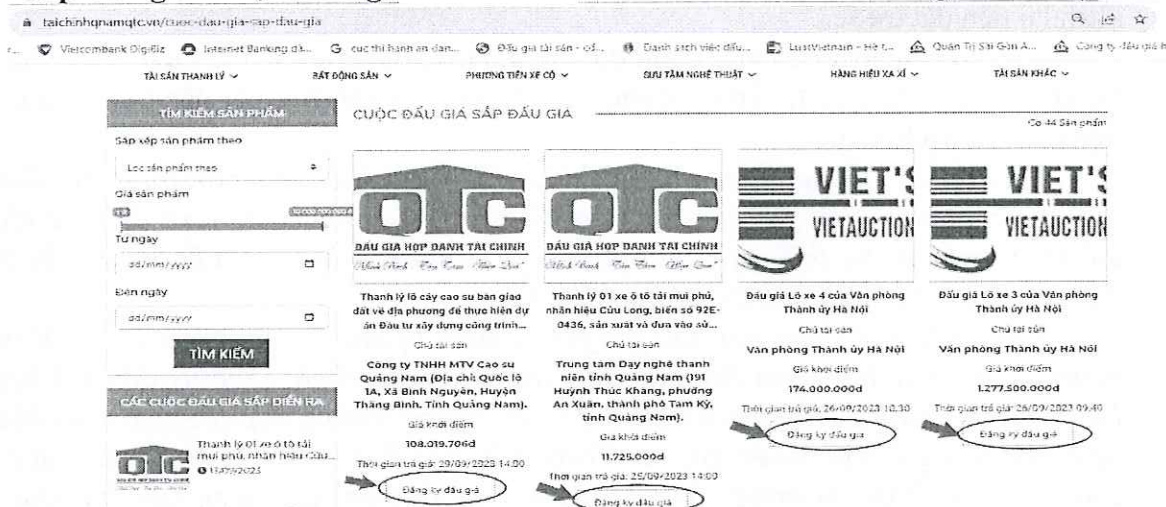 taichinhqnamqtc.vn/cuoc-dau-gia-sap-dau-gia
Vietcombank DigiBiz
Internet Banking dà...
cuc thi hanh an dan...
Đấu giá tài sản - cổ...
Danh sách việc đấu...
LuatVietnam - Hệ t...
Quản Trị Sài Gòn A...
Công ty đấu giá h
TÀI SẢN THANH LÝ
BẤT ĐỘNG SẢN
PHƯƠNG TIỆN XE CỘ
SƯU TẦM NGHỆ THUẬT
HÀNG HIỆU XA XỈ
TÀI SẢN KHÁC
TÌM KIẾM SẢN PHẨM
Sắp xếp sản phẩm theo
Lọc sản phẩm theo
Giá sản phẩm
Từ ngày
dd/mm/yyyy
Đến ngày
dd/mm/yyyy
TÌM KIẾM
CÁC CUỘC ĐẤU GIÁ SẮP DIỄN RA
Thanh lý 01 xe ô tô tải
mui phủ, nhãn hiệu Cửu...
CUỘC ĐẤU GIÁ SẮP ĐẤU GIÁ
Có 44 Sản phẩm
QTC
ĐẤU GIÁ HỢP DANH TÀI CHÍNH
Thanh lý lô cây cao su bàn giao
đất về địa phương để thực hiện dự
án Đầu tư xây dựng công trình...
Chủ tài sản
Công ty TNHH MTV Cao su
Quảng Nam (Địa chỉ: Quốc lộ
1A, Xã Bình Nguyên, Huyện
Thăng Bình, Tỉnh Quảng Nam).
Giá khởi điểm
108.019.706đ
Thời gian trả giá: 29/09/2023 14:00
Đăng ký đấu giá
QTC
ĐẤU GIÁ HỢP DANH TÀI CHÍNH
Thanh lý 01 xe ô tô tải mui phủ,
nhãn hiệu Cửu Long, biển số 92E-
0436, sản xuất và đưa vào sử...
Chủ tài sản
Trung tâm Dạy nghề thanh
niên tỉnh Quảng Nam (191
Huỳnh Thúc Kháng, phường
An Xuân, thành phố Tam Kỳ,
tỉnh Quảng Nam).
Giá khởi điểm
11.725.000đ
Thời gian trả giá: 25/09/2023 14:00
Đăng ký đấu giá
VIET'S
VIETAUCTION
Đấu giá Lô xe 4 của Văn phòng
Thành ủy Hà Nội
Chủ tài sản
Văn phòng Thành ủy Hà Nội
Giá khởi điểm
174.000.000đ
Thời gian trả giá: 26/09/2023 10:30
Đăng ký đấu giá
VIET'S
VIETAUCTION
Đấu giá Lô xe 3 của Văn phòng
Thành ủy Hà Nội
Chủ tài sản
Văn phòng Thành ủy Hà Nội
Giá khởi điểm
1.277.500.000đ
Thời gian trả giá: 26/09/2023 09:40
Đăng ký đấu giá